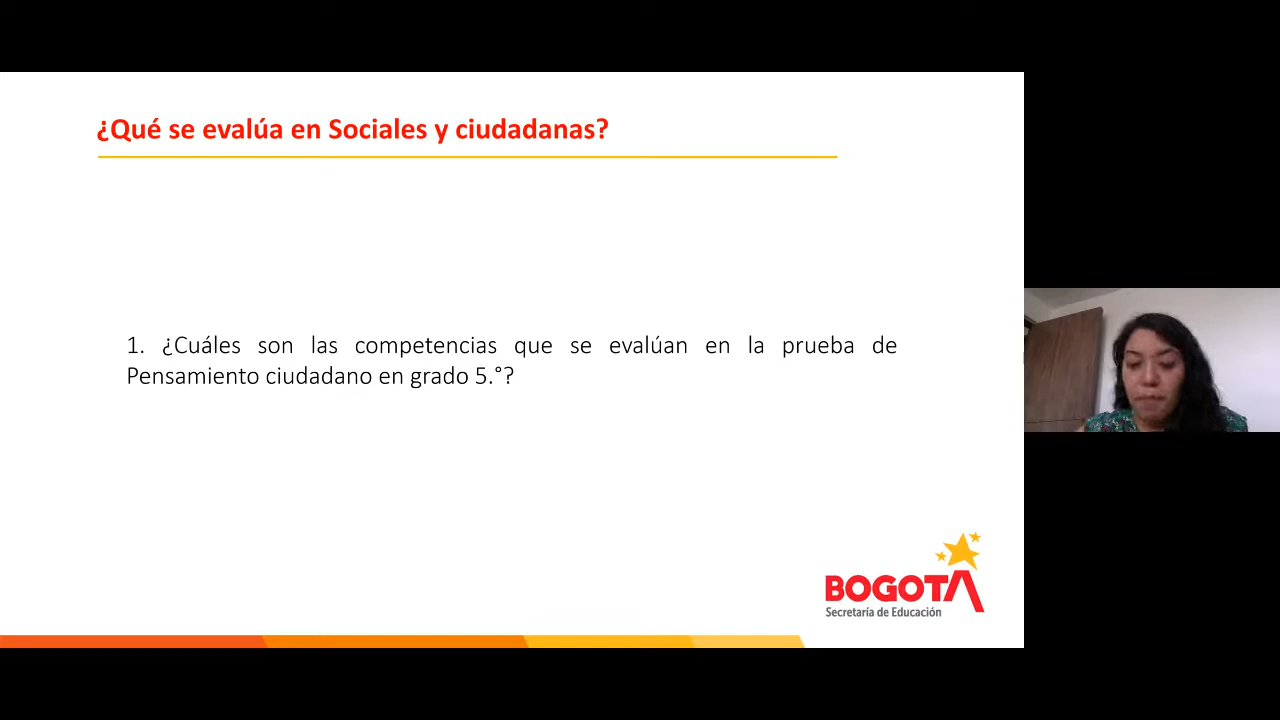 ¿Qué se evalúa en Sociales y ciudadanas?
1. ¿Cuáles son las competencias que se evalúan en la prueba de
Pensamiento ciudadano en grado 5.°?
BOGOTA
Secretaría de Educación